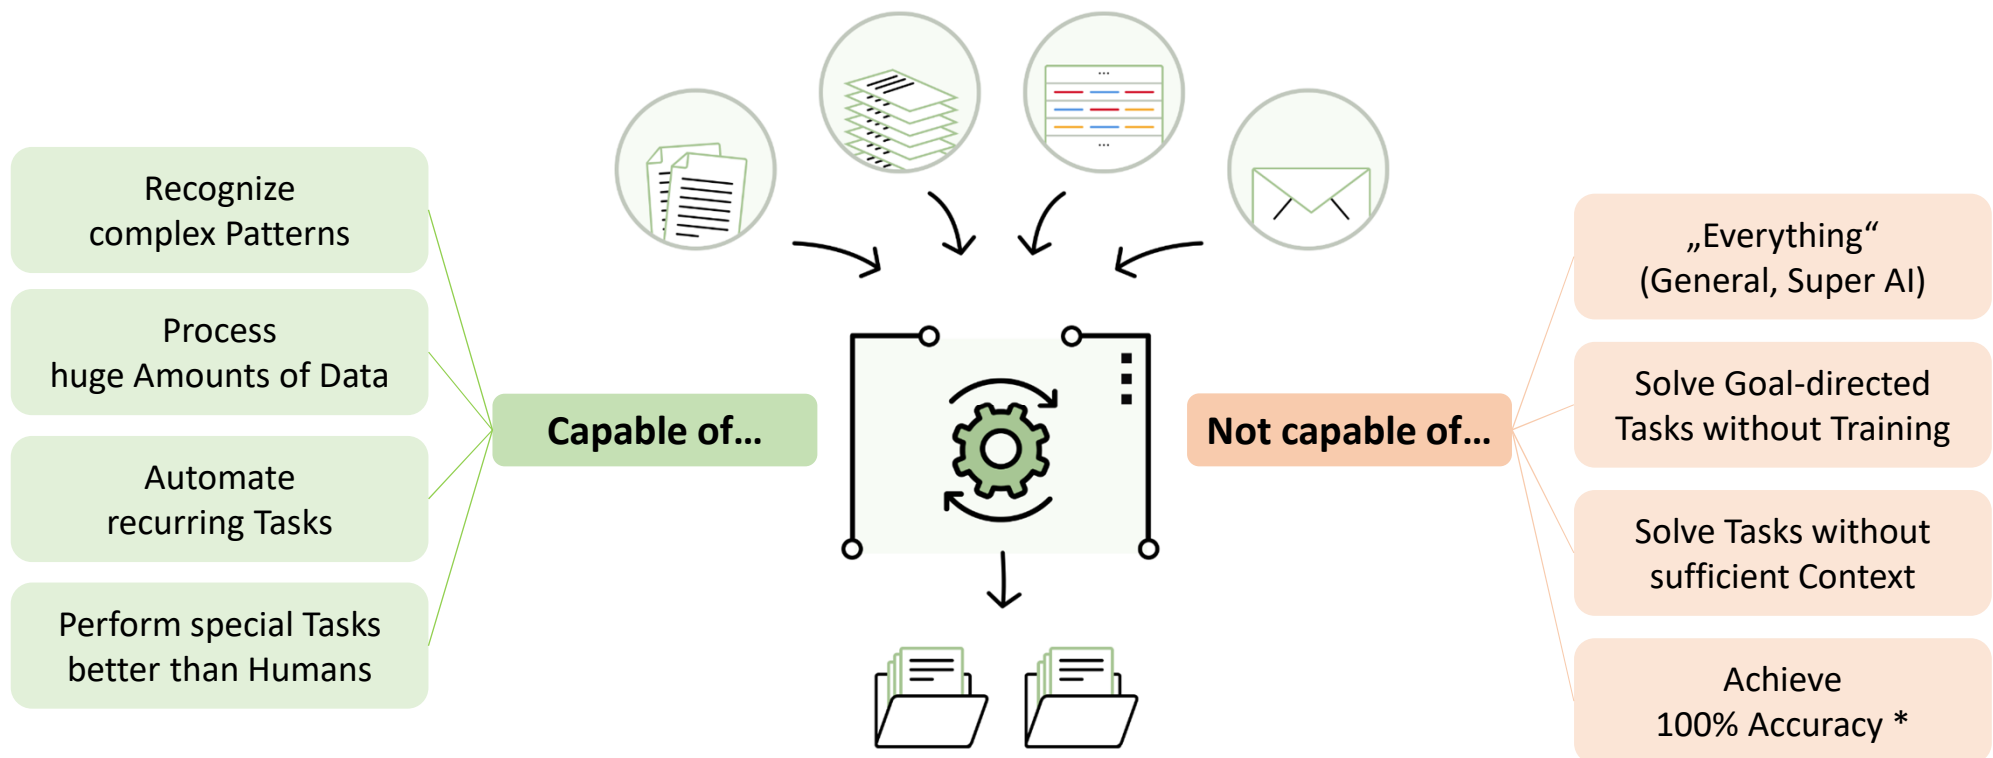 Recognize
complex Patterns
Process
huge Amounts of Data
Automate
recurring Tasks
Perform special Tasks
better than Humans
Capable of...
Not capable of...
„Everything“
(General, Super AI)
Solve Goal-directed
Tasks without Training
Solve Tasks without
sufficient Context
Achieve
100% Accuracy *